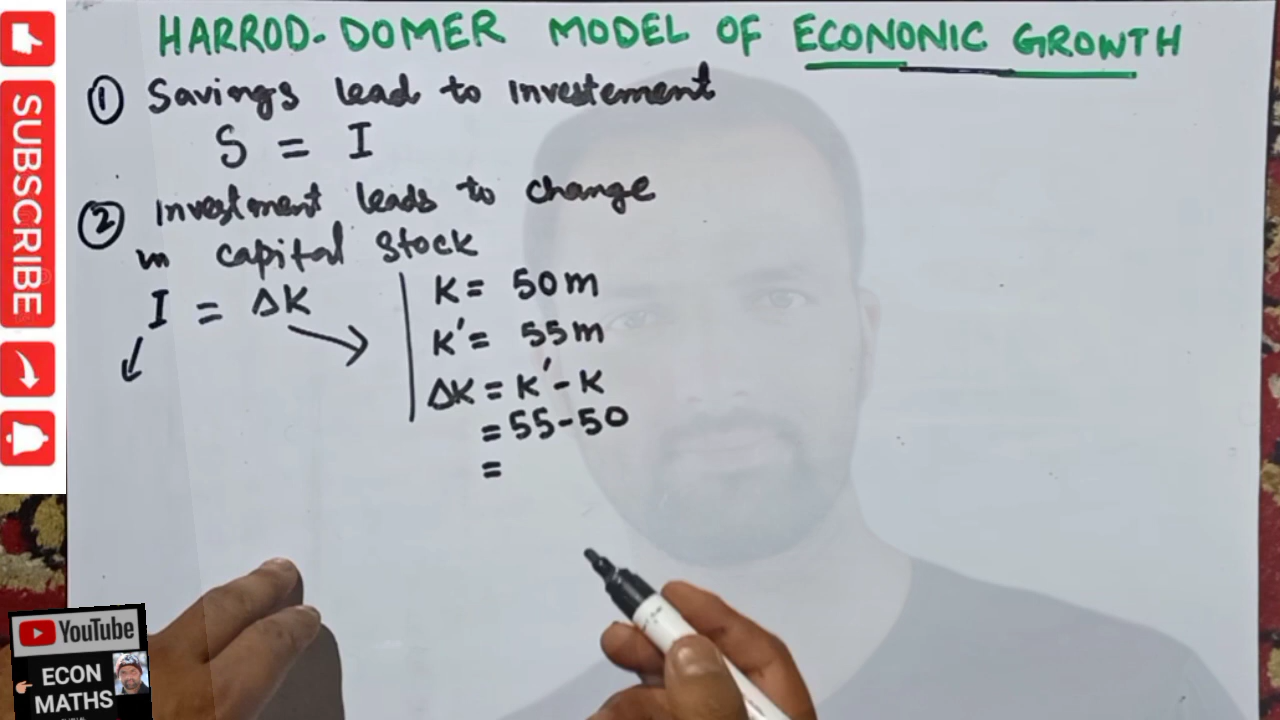 HARROD-DOMER MODEL OF ECONONIC GROWTH
① Savings lead to investement
S = I
② investment leads to change
in capital stock
I = ΔK
K = 50m
K' = 55m
ΔK = K' - K
= 55-50
=
SUBSCRIBE
YouTube
ECON
MATHS